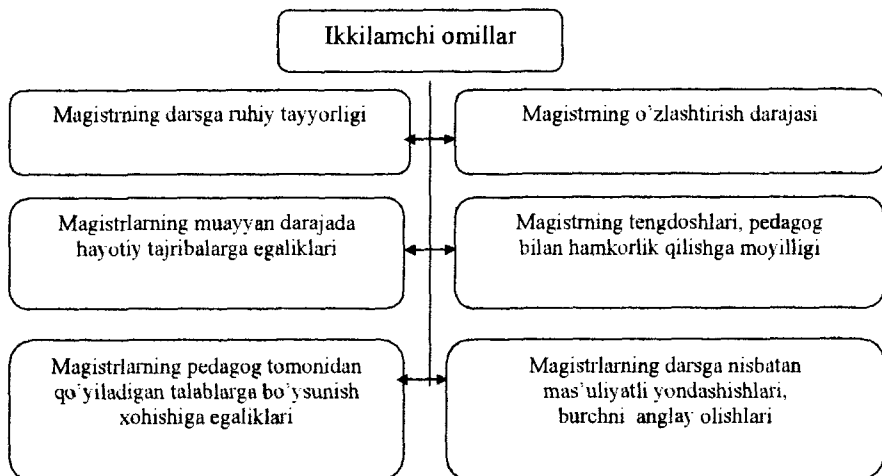 Ikkilamchi omillar
Magistrning darsga ruhiy tayyorligi
Magistrning o'zlashtirish darajasi
Magistrlarning muayyan darajada
hayotiy tajribalarga egaliklari
Magistrning tengdoshlari, pedagog
bilan hamkorlik qilishga moyilligi
Magistrlarning pedagog tomonidan
qo'yiladigan talablarga bo'ysunish
xohishiga egaliklari
Magistrlarning darsga nisbatan
mas'uliyatli yondashishlari,
burchni anglay olishlari